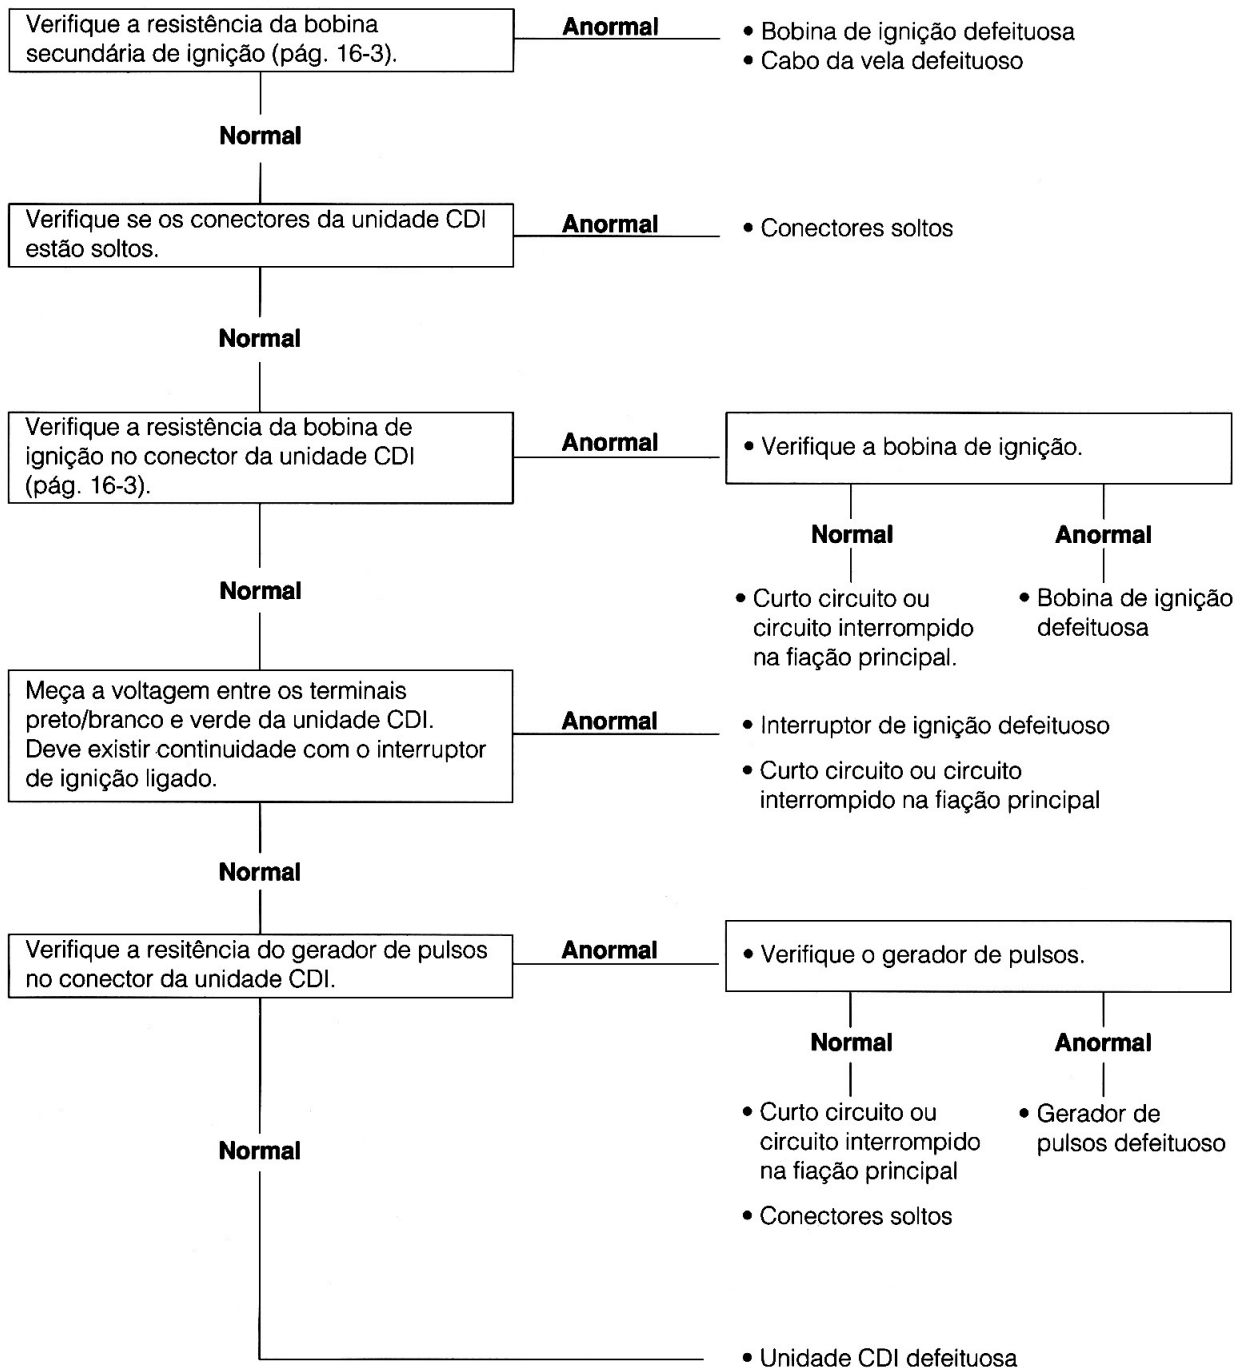 Verifique a resistência da bobina
secundária de ignição (pág. 16-3).
Anormal
• Bobina de ignição defeituosa
• Cabo da vela defeituoso
Normal
Verifique se os conectores da unidade CDI
estão soltos.
Anormal
• Conectores soltos
Normal
Verifique a resistência da bobina de
ignição no conector da unidade CDI
(pág. 16-3).
Anormal
• Verifique a bobina de ignição.
Normal
Anormal
• Curto circuito ou
circuito interrompido
na fiação principal.
• Bobina de ignição
defeituosa
Normal
Meça a voltagem entre os terminais
preto/branco e verde da unidade CDI.
Deve existir continuidade com o interruptor
de ignição ligado.
Anormal
• Interruptor de ignição defeituoso
• Curto circuito ou circuito
interrompido na fiação principal
Normal
Verifique a resitência do gerador de pulsos
no conector da unidade CDI.
Anormal
• Verifique o gerador de pulsos.
Normal
Anormal
• Curto circuito ou
circuito interrompido
na fiação principal
• Conectores soltos
• Gerador de
pulsos defeituoso
Normal
• Unidade CDI defeituosa